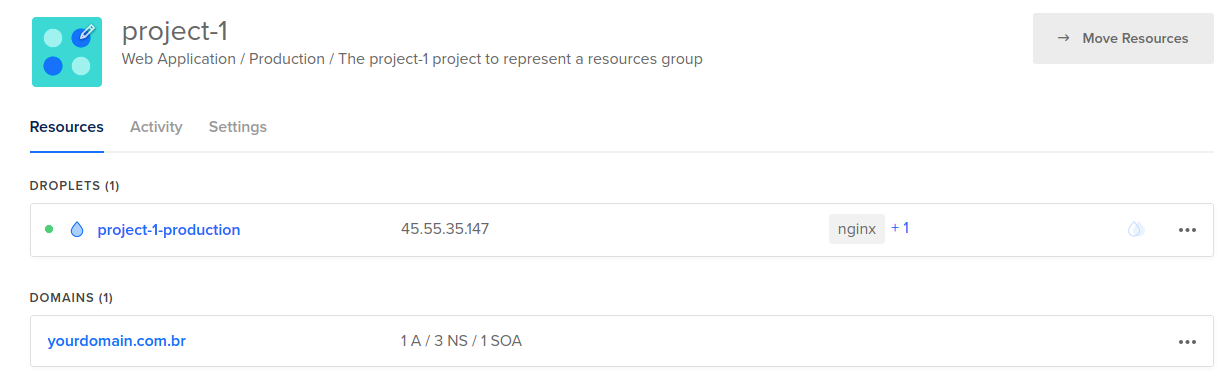 project-1
Web Application / Production / The project-1 project to represent a resources group
→ Move Resources
Resources Activity Settings
DROPLETS (1)
project-1-production 45.55.35.147 nginx + 1
DOMAINS (1)
yourdomain.com.br 1 A / 3 NS / 1 SOA